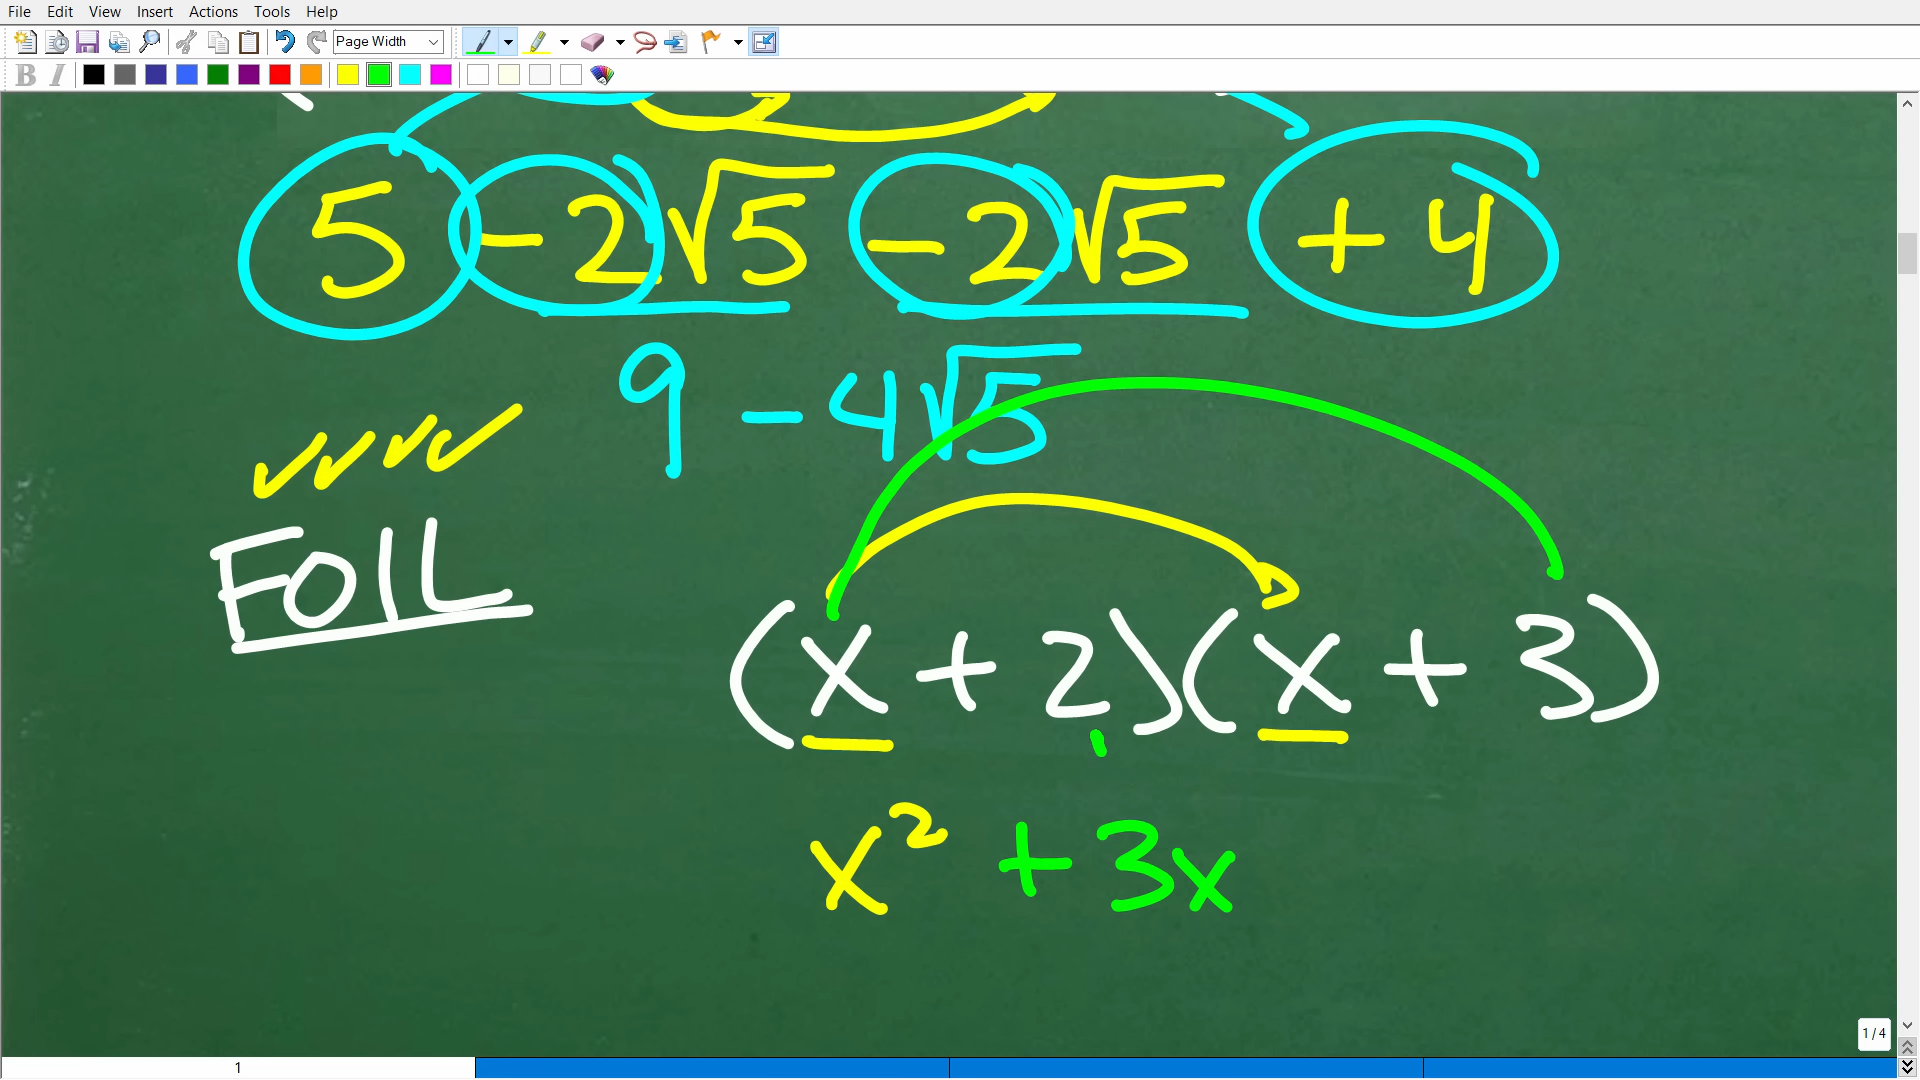 File Edit View Insert Actions Tools Help
Page Width
B I
5 - 2√5 - 2√5 + 4
9 - 4√5
FOIL
(x + 2)(x + 3)
x² + 3x
1 / 4
1